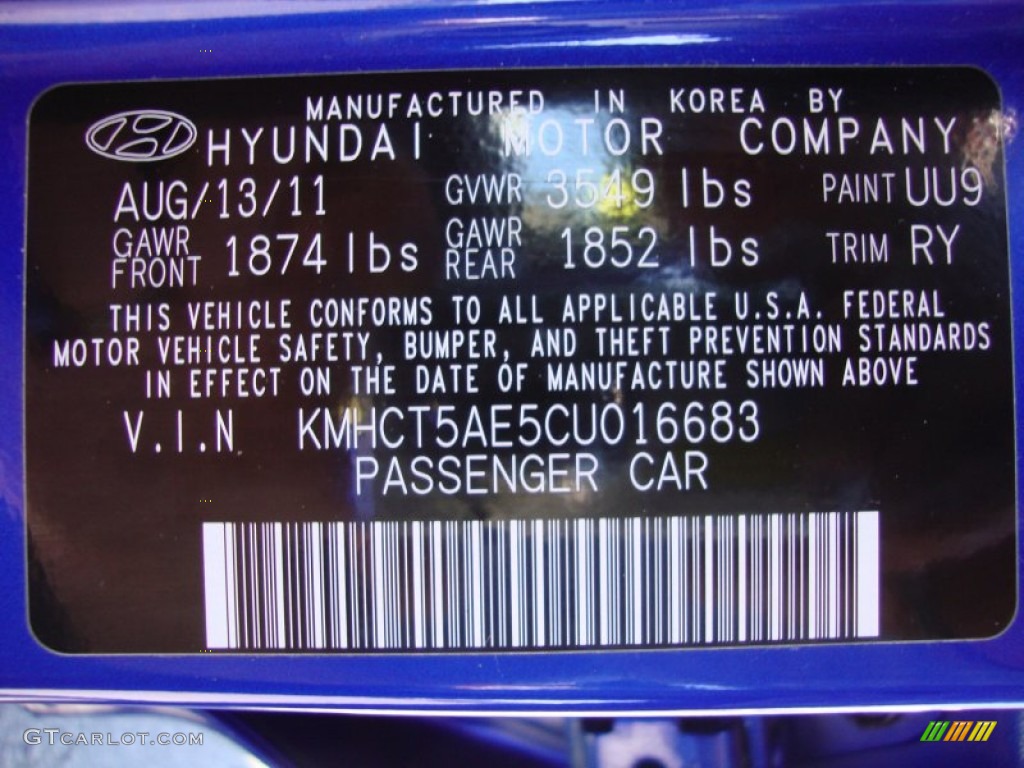 MANUFACTURED IN KOREA BY
HYUNDAI MOTOR COMPANY
AUG/13/11 GVWR 3549 lbs PAINT UU9
GAWR FRONT 1874 lbs GAWR REAR 1852 lbs TRIM RY
THIS VEHICLE CONFORMS TO ALL APPLICABLE U.S.A. FEDERAL
MOTOR VEHICLE SAFETY, BUMPER, AND THEFT PREVENTION STANDARDS
IN EFFECT ON THE DATE OF MANUFACTURE SHOWN ABOVE
V.I.N KMHCT5AE5CU016683
PASSENGER CAR
GTCARLOT.COM